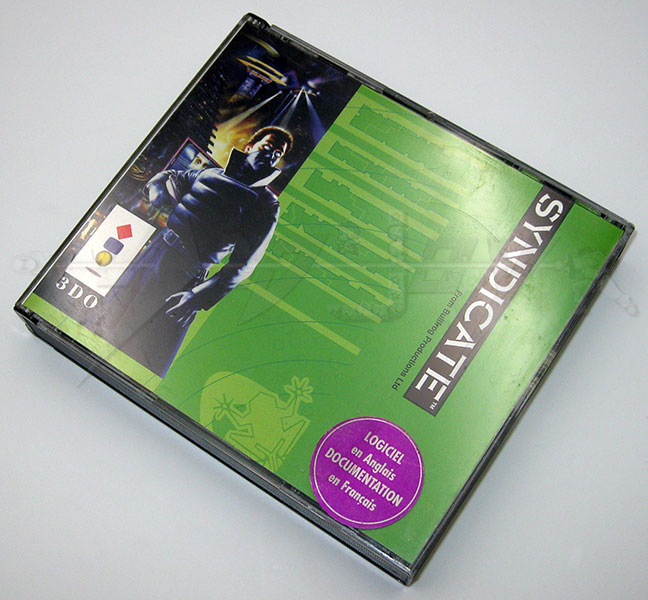 SYNDICATE™
From Bullfrog Productions Ltd
3DO
LOGICIEL
en Anglais
DOCUMENTATION
en Français